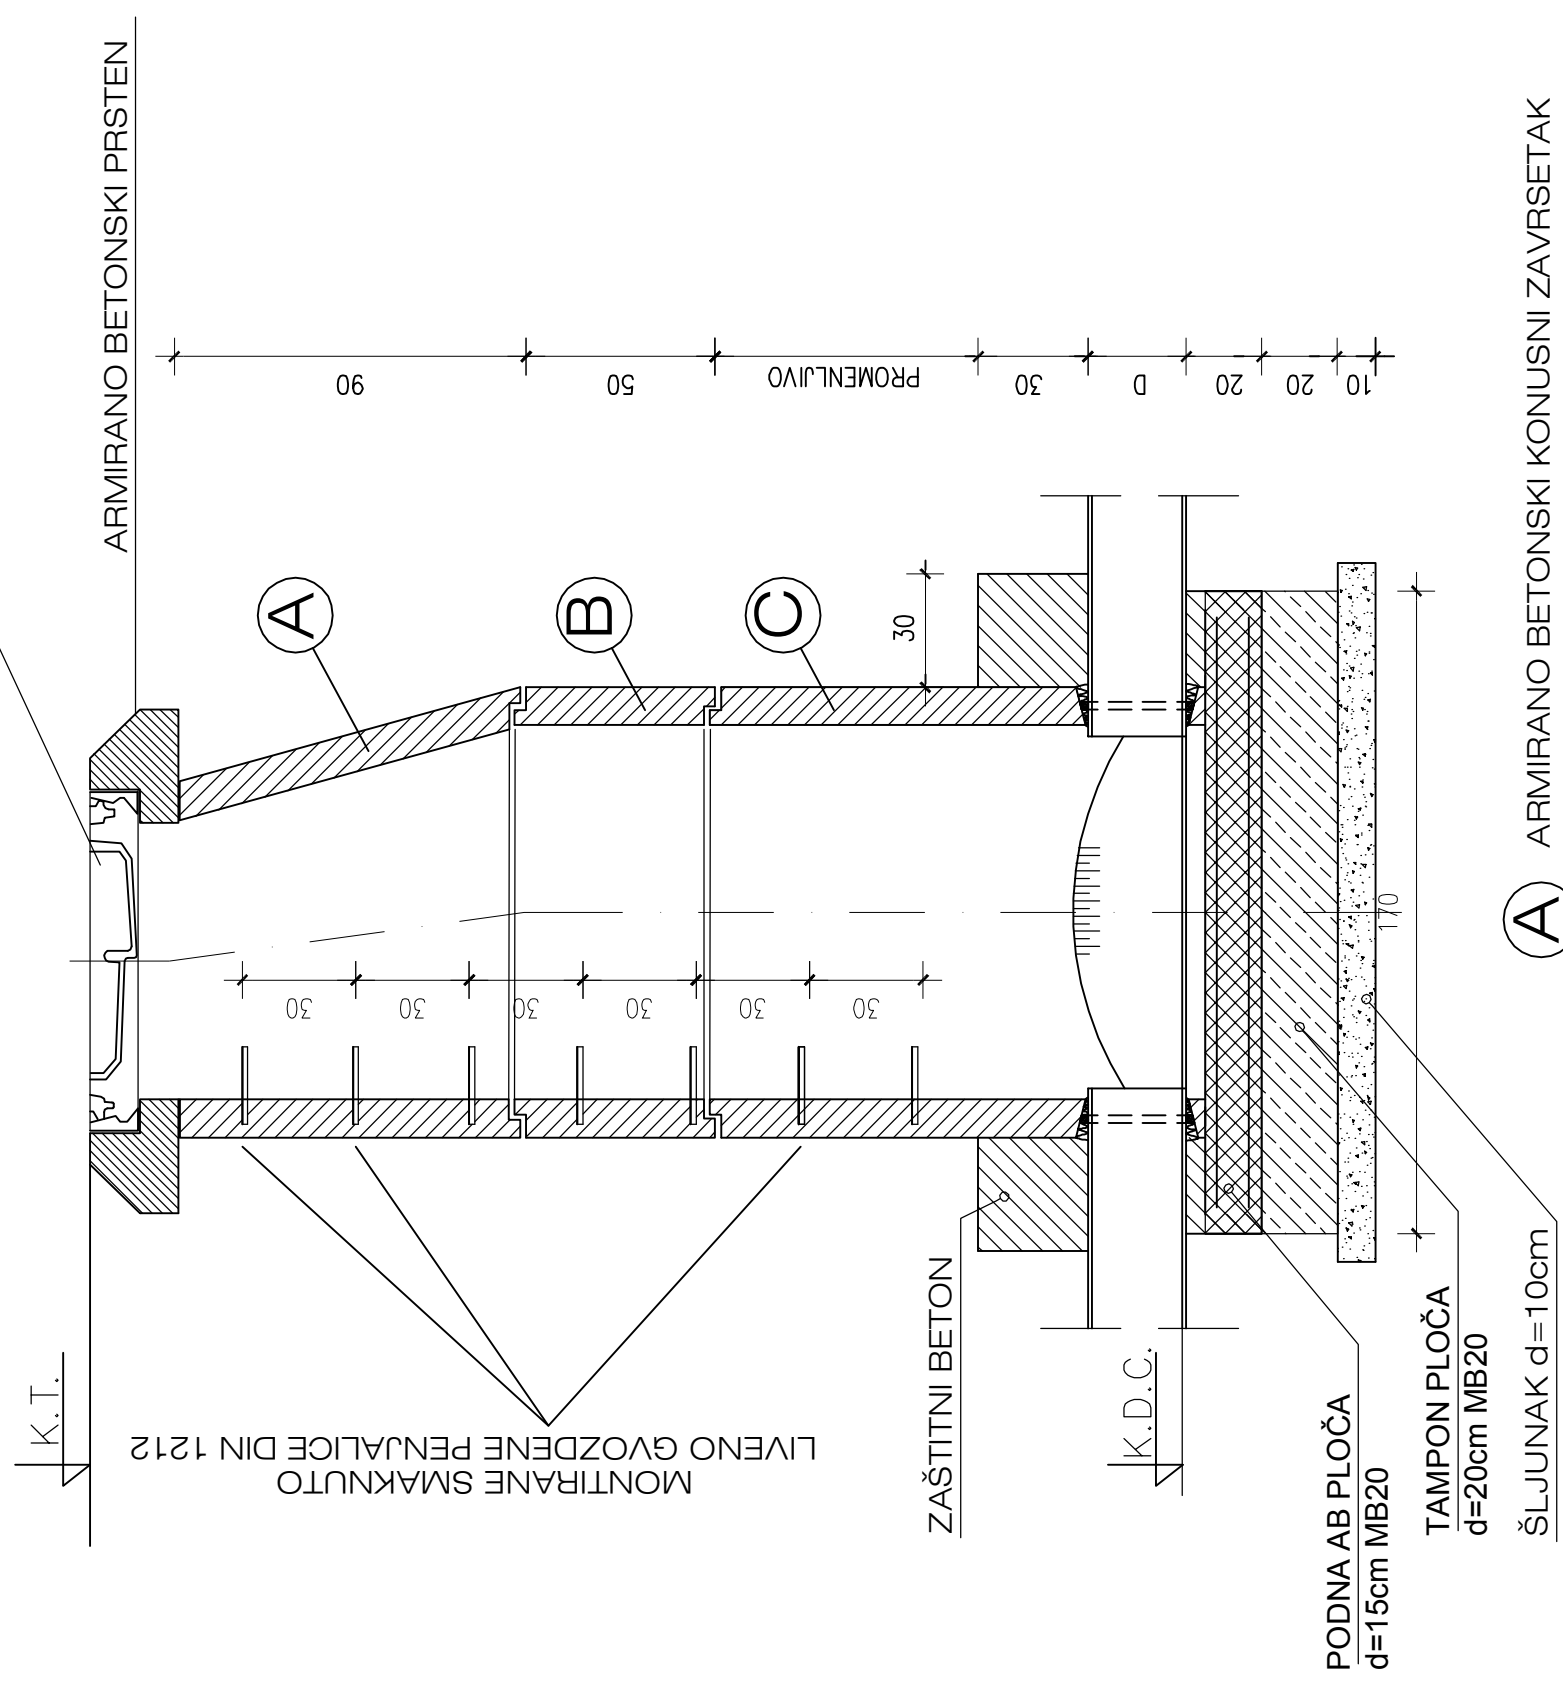 ARMIRANO BETONSKI PRSTEN
K.T.
90
50
PROMENLJIVO
30
D
20
20
10
A
B
C
30
30
30
30
30
30
30
MONTIRANE SMAKNUTO
LIVENO GVOZDENE PENJALICE DIN 1212
ZAŠTITNI BETON
K.D.C.
170
PODNA AB PLOČA
d=15cm MB20
TAMPON PLOČA
d=20cm MB20
ŠLJUNAK d=10cm
A ARMIRANO BETONSKI KONUSNI ZAVRSETAK